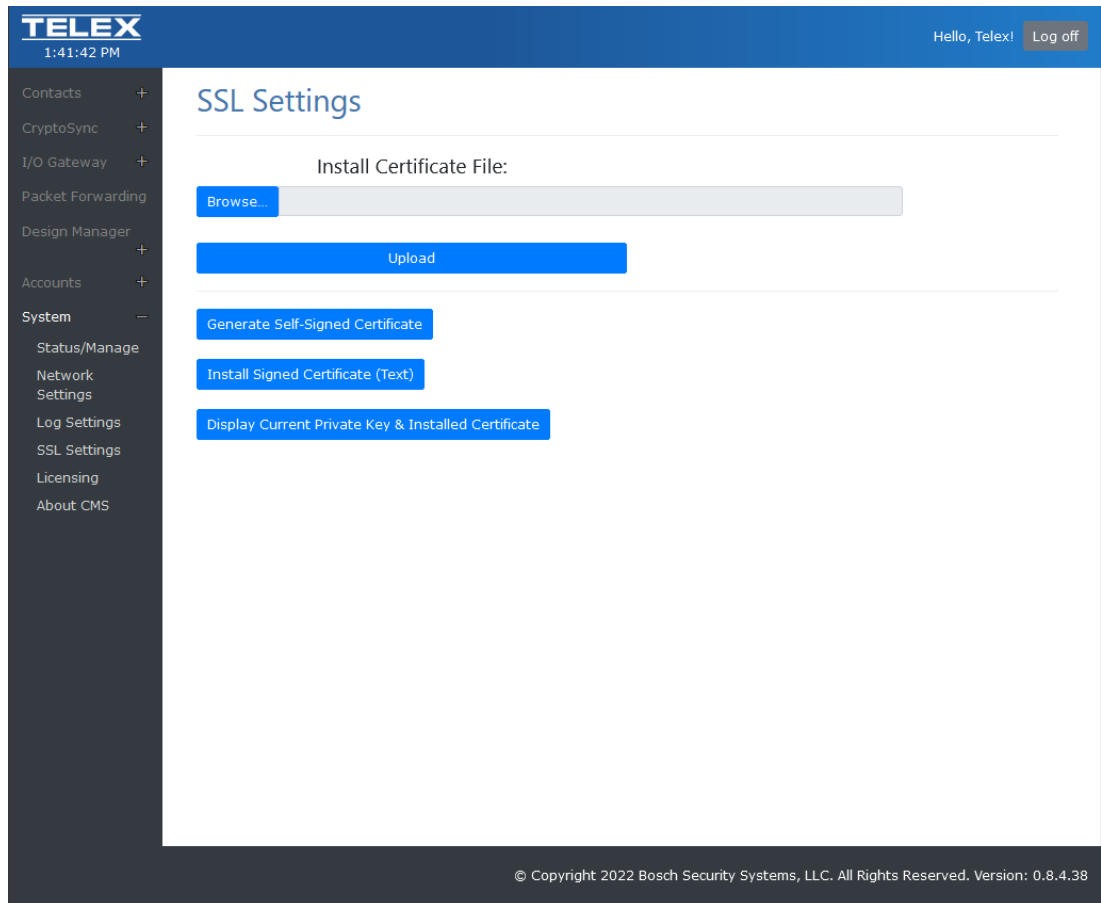 TELEX
1:41:42 PM
Hello, Telex!
Log off
Contacts +
CryptoSync +
I/O Gateway +
Packet Forwarding
Design Manager
+
Accounts +
System −
Status/Manage
Network
Settings
Log Settings
SSL Settings
Licensing
About CMS
SSL Settings
Install Certificate File:
Browse...
Upload
Generate Self-Signed Certificate
Install Signed Certificate (Text)
Display Current Private Key & Installed Certificate
© Copyright 2022 Bosch Security Systems, LLC. All Rights Reserved. Version: 0.8.4.38